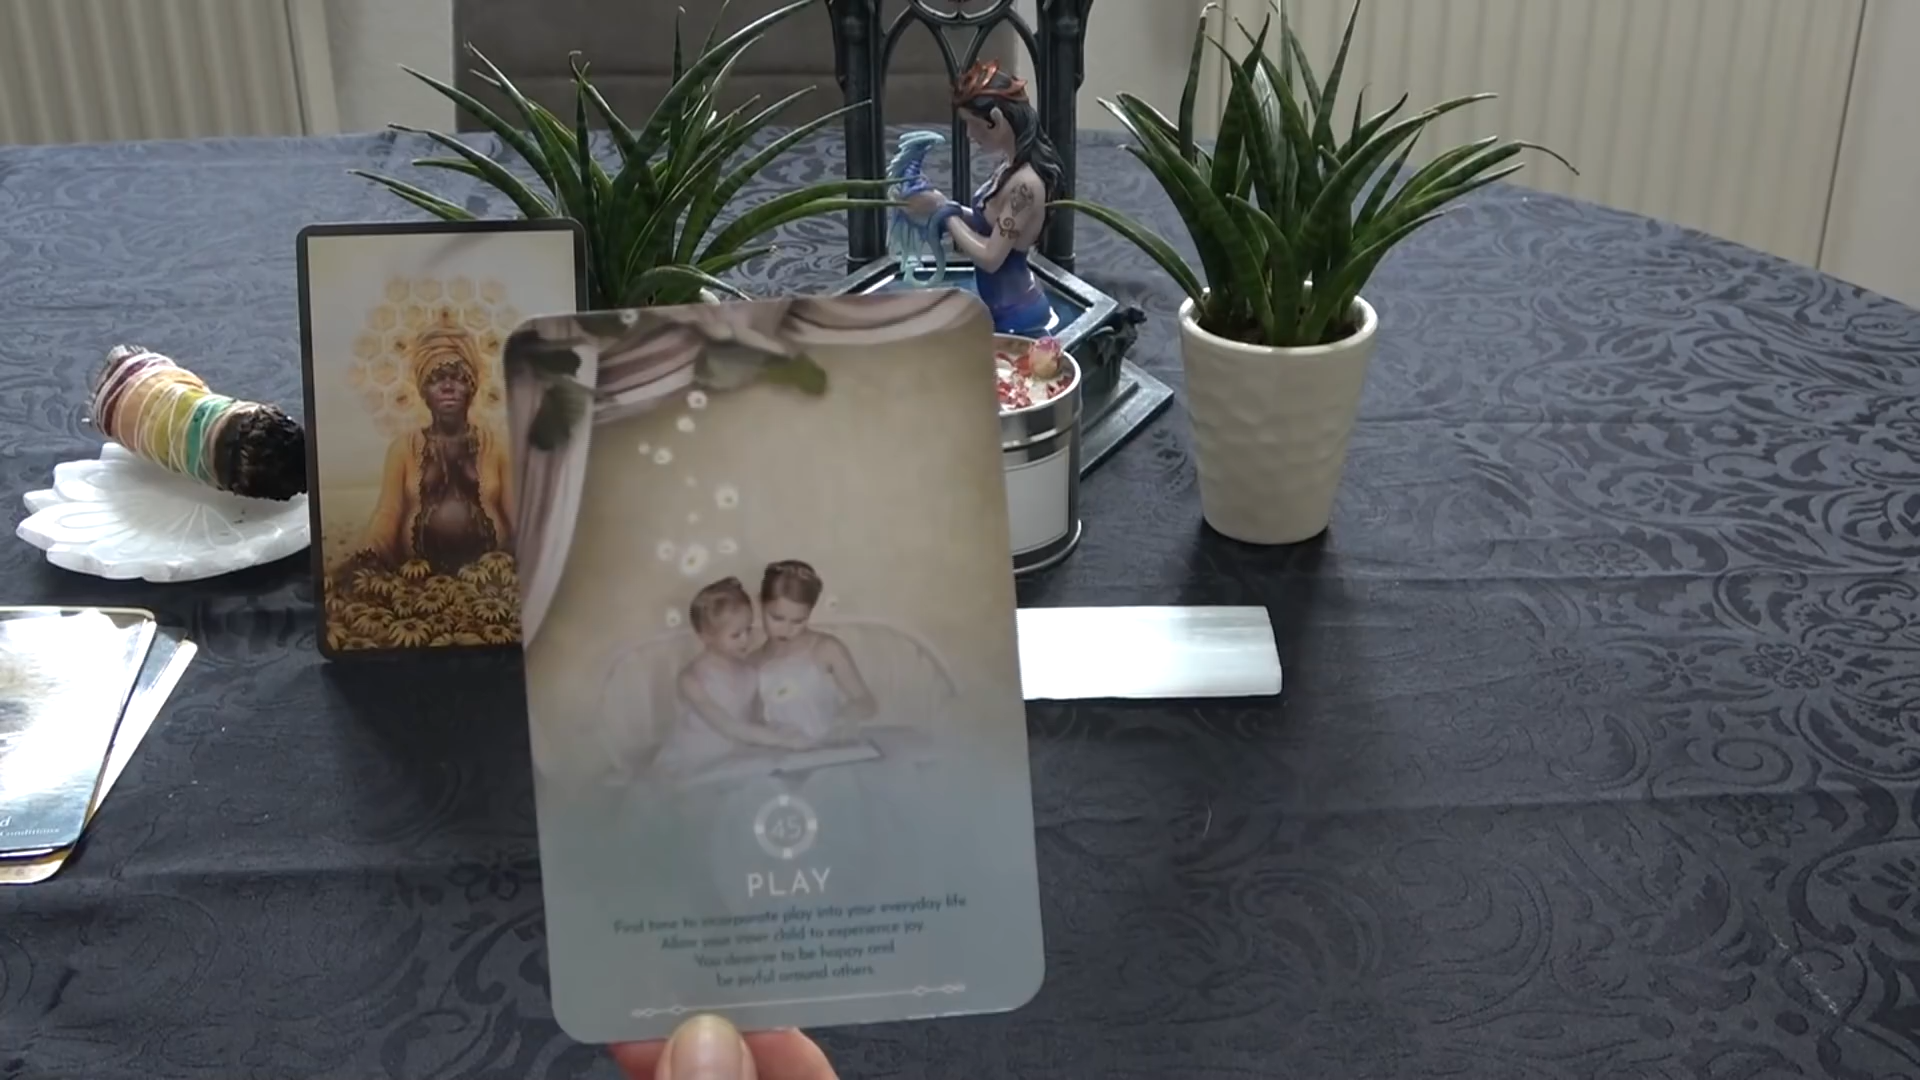 d
Conditions
45
PLAY
Find time to incorporate play into your everyday life
Allow your inner child to experience joy
You deserve to be happy and
be joyful around others